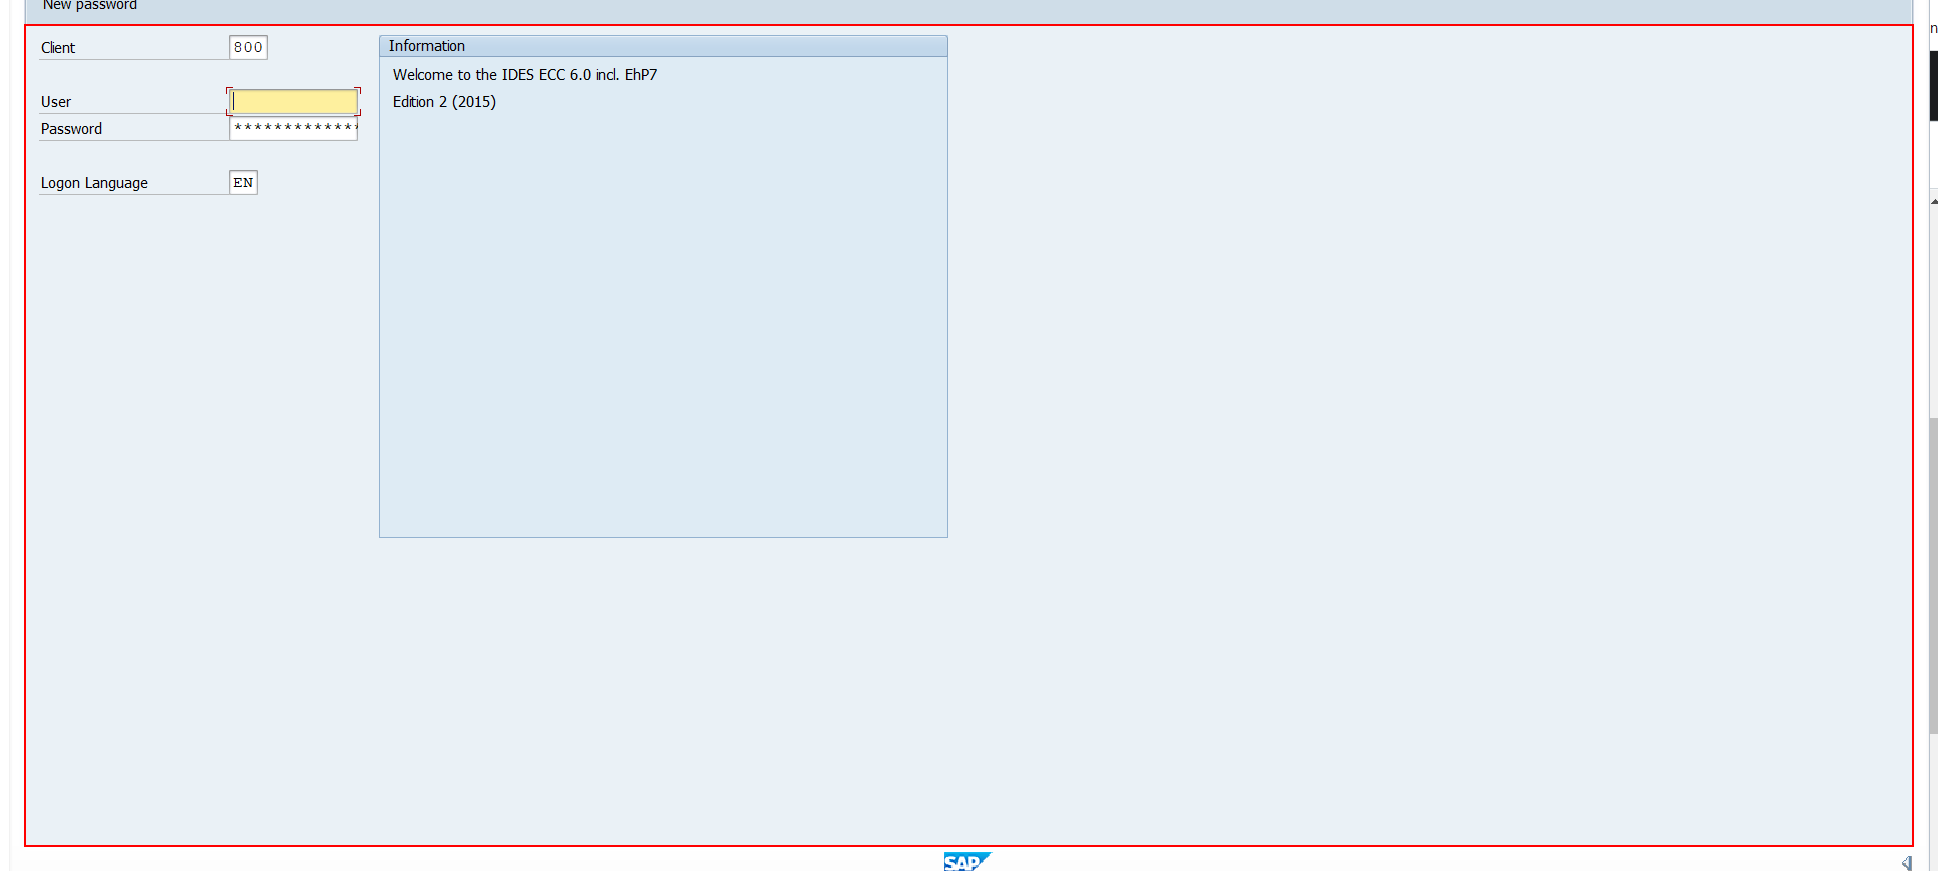 New password
Client 800
Information
Welcome to the IDES ECC 6.0 incl. EhP7
User
Edition 2 (2015)
Password *************
Logon Language EN
SAP